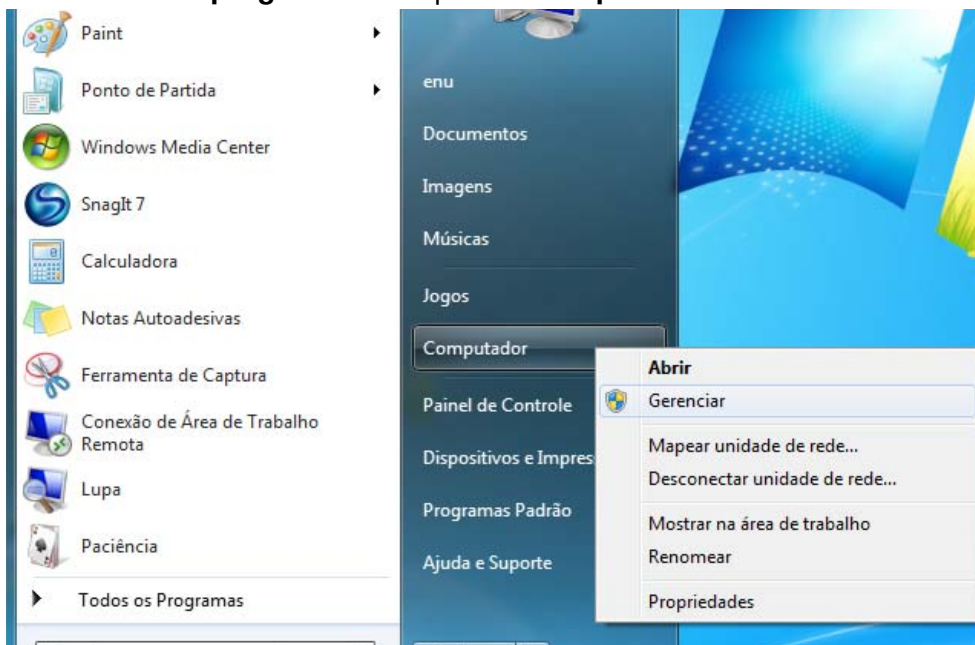 Paint
Ponto de Partida
Windows Media Center
SnagIt 7
Calculadora
Notas Autoadesivas
Ferramenta de Captura
Conexão de Área de Trabalho
Remota
Lupa
Paciência
Todos os Programas
enu
Documentos
Imagens
Músicas
Jogos
Computador
Painel de Controle
Dispositivos e Impres
Programas Padrão
Ajuda e Suporte
Abrir
Gerenciar
Mapear unidade de rede...
Desconectar unidade de rede...
Mostrar na área de trabalho
Renomear
Propriedades